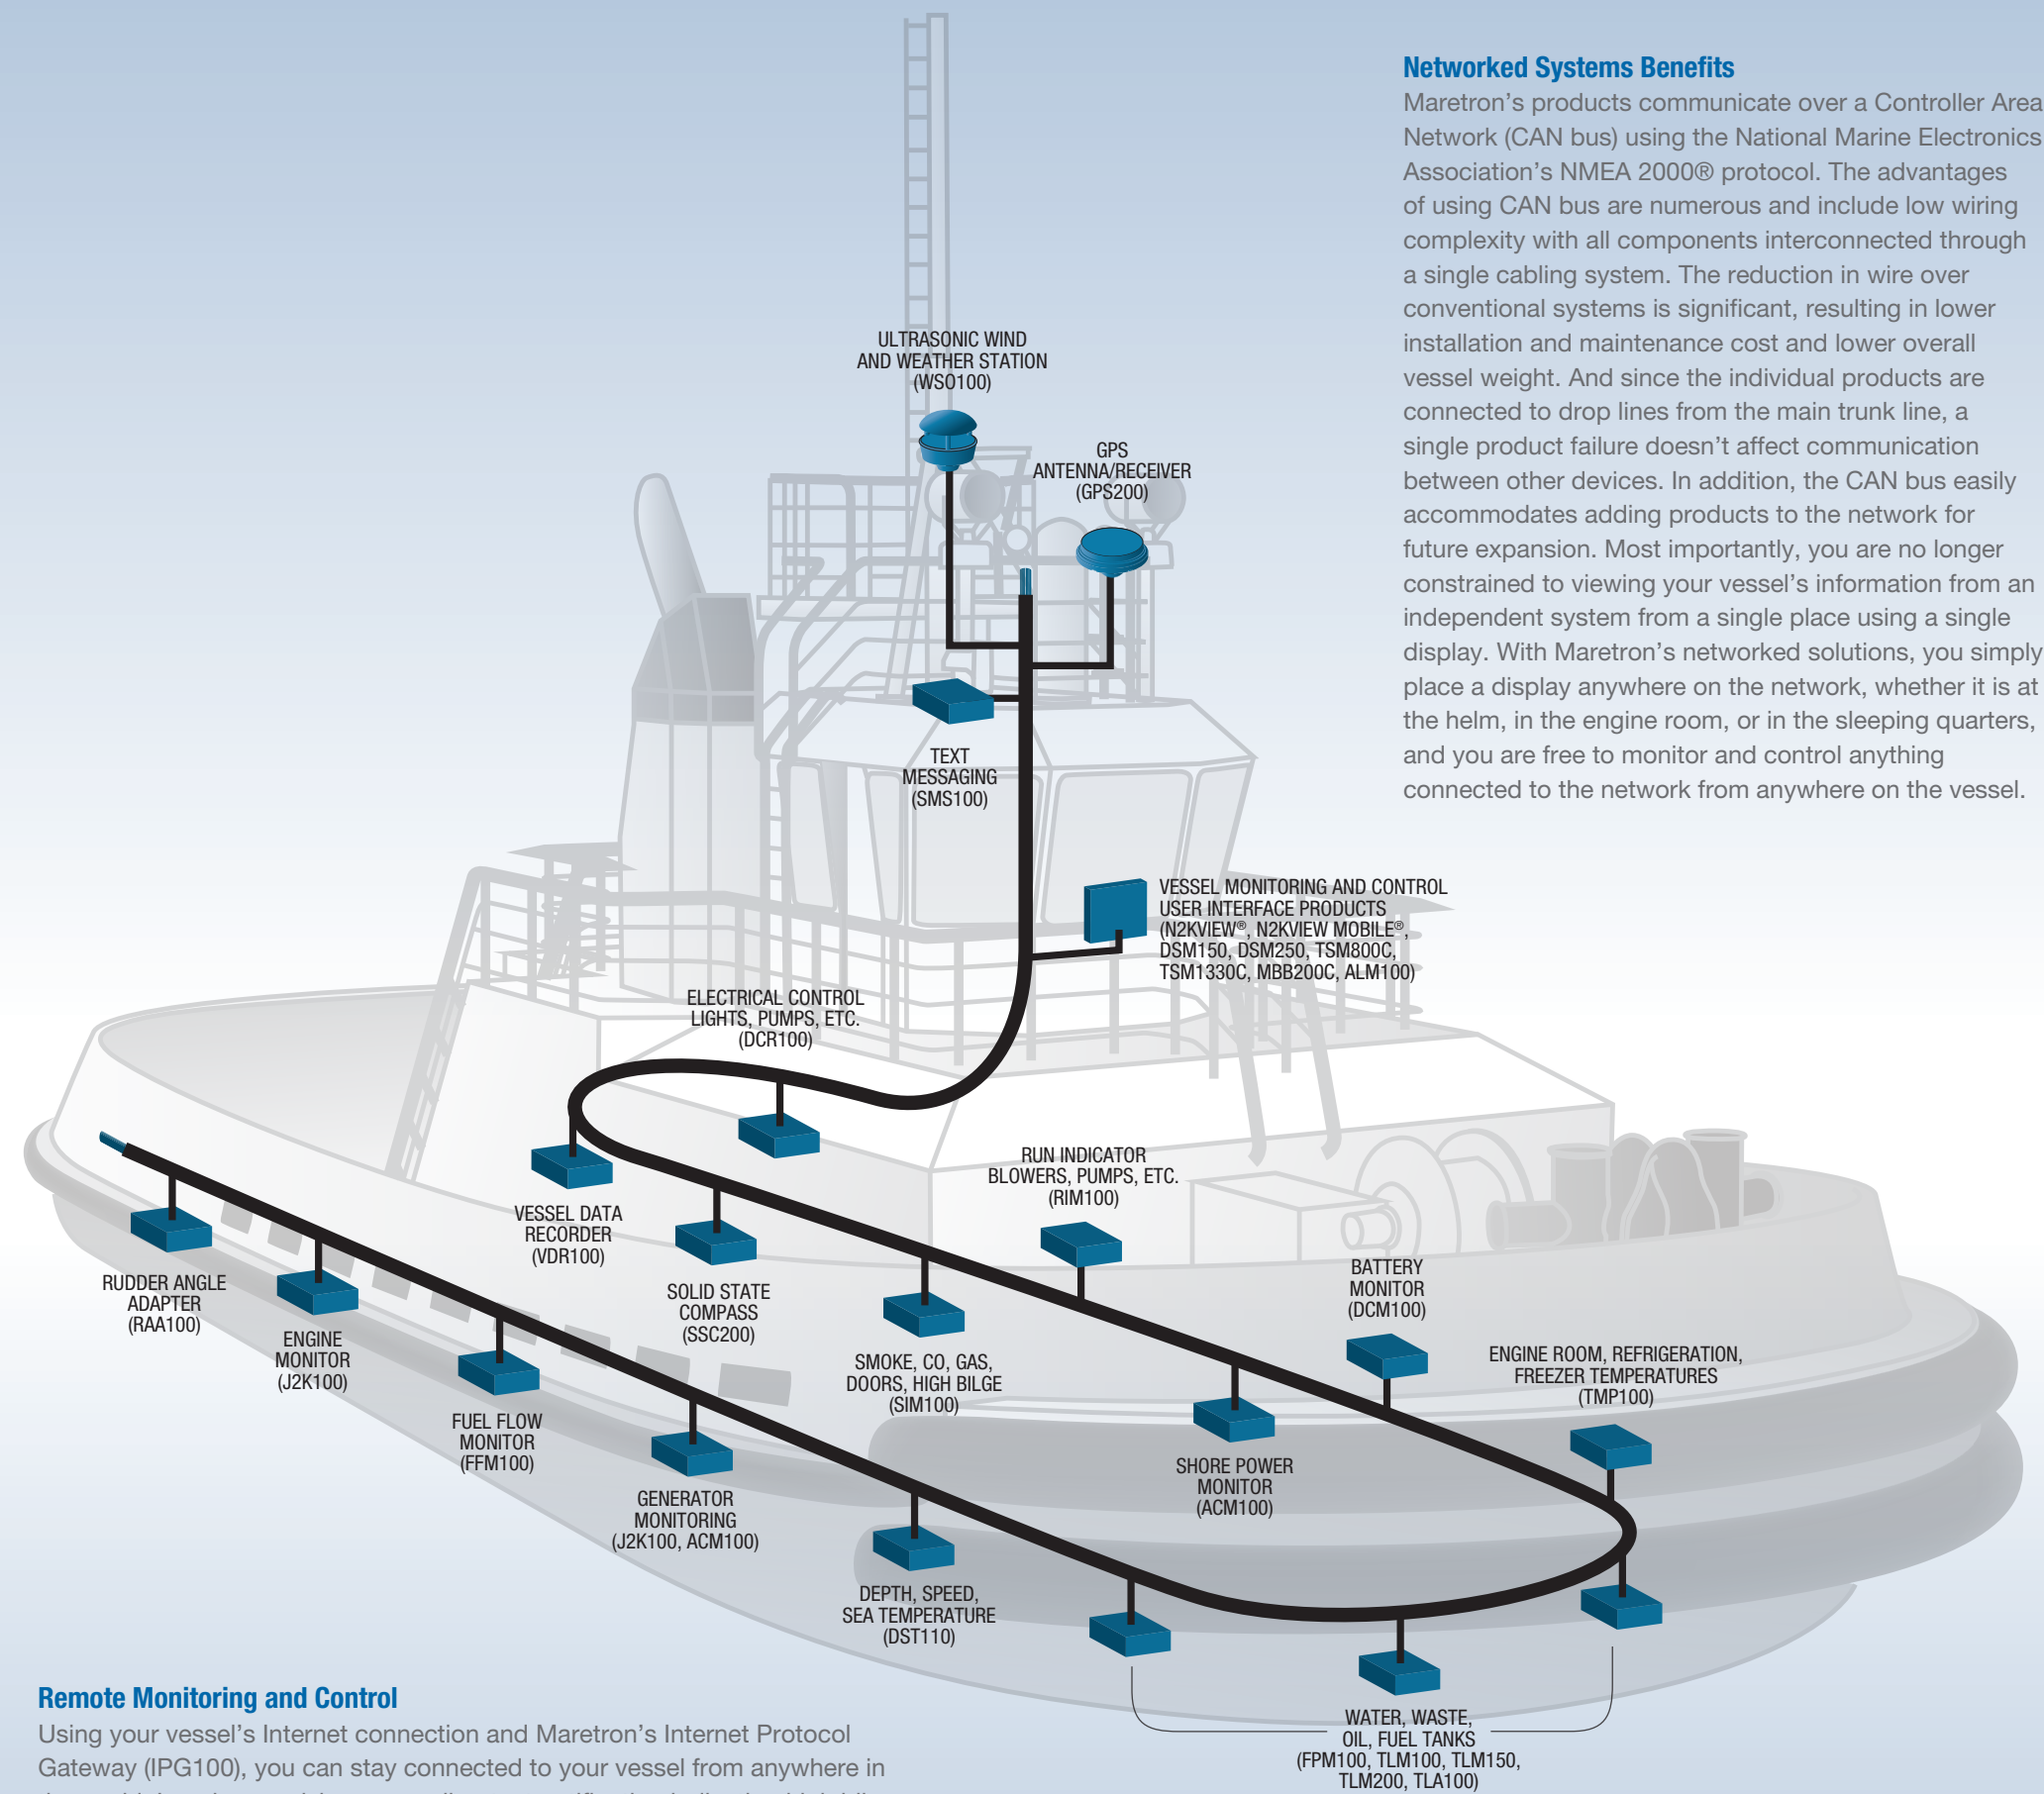 Networked Systems Benefits
Maretron’s products communicate over a Controller Area
Network (CAN bus) using the National Marine Electronics
Association’s NMEA 2000® protocol. The advantages
of using CAN bus are numerous and include low wiring
complexity with all components interconnected through
a single cabling system. The reduction in wire over
conventional systems is significant, resulting in lower
installation and maintenance cost and lower overall
vessel weight. And since the individual products are
connected to drop lines from the main trunk line, a
single product failure doesn’t affect communication
between other devices. In addition, the CAN bus easily
accommodates adding products to the network for
future expansion. Most importantly, you are no longer
constrained to viewing your vessel’s information from an
independent system from a single place using a single
display. With Maretron’s networked solutions, you simply
place a display anywhere on the network, whether it is at
the helm, in the engine room, or in the sleeping quarters,
and you are free to monitor and control anything
connected to the network from anywhere on the vessel.
ULTRASONIC WIND
AND WEATHER STATION
(WSO100)
GPS
ANTENNA/RECEIVER
(GPS200)
TEXT
MESSAGING
(SMS100)
VESSEL MONITORING AND CONTROL
USER INTERFACE PRODUCTS
(N2KVIEW®, N2KVIEW MOBILE®,
DSM150, DSM250, TSM800C,
TSM1330C, MBB200C, ALM100)
ELECTRICAL CONTROL
LIGHTS, PUMPS, ETC.
(DCR100)
RUN INDICATOR
BLOWERS, PUMPS, ETC.
(RIM100)
VESSEL DATA
RECORDER
(VDR100)
RUDDER ANGLE
ADAPTER
(RAA100)
SOLID STATE
COMPASS
(SSC200)
BATTERY
MONITOR
(DCM100)
ENGINE
MONITOR
(J2K100)
SMOKE, CO, GAS,
DOORS, HIGH BILGE
(SIM100)
ENGINE ROOM, REFRIGERATION,
FREEZER TEMPERATURES
(TMP100)
FUEL FLOW
MONITOR
(FFM100)
SHORE POWER
MONITOR
(ACM100)
GENERATOR
MONITORING
(J2K100, ACM100)
DEPTH, SPEED,
SEA TEMPERATURE
(DST110)
WATER, WASTE,
OIL, FUEL TANKS
(FPM100, TLM100, TLM150,
TLM200, TLA100)
Remote Monitoring and Control
Using your vessel’s Internet connection and Maretron’s Internet Protocol
Gateway (IPG100), you can stay connected to your vessel from anywhere in